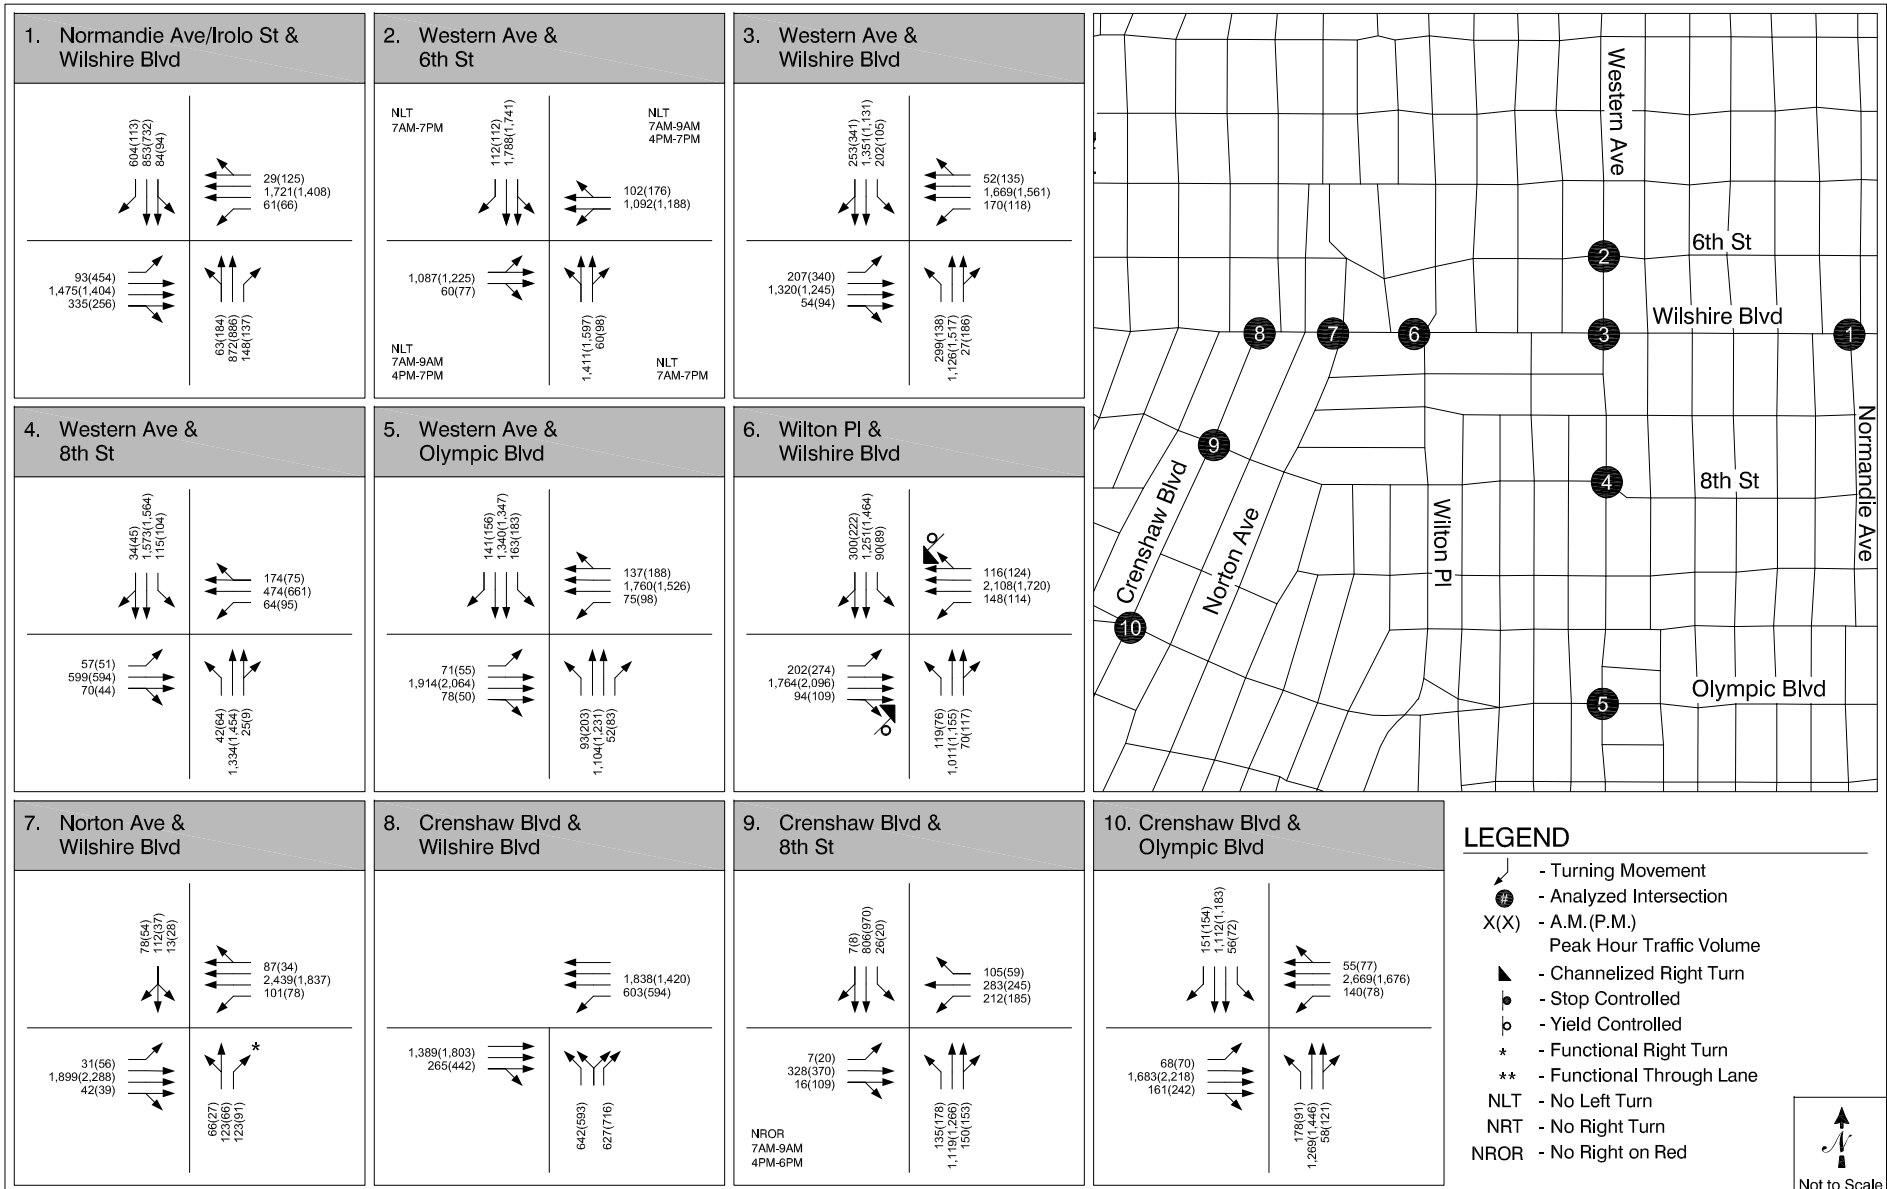 1. Normandie Ave/Irolo St &
Wilshire Blvd
604(113)
853(732)
84(94)
29(125)
1,721(1,408)
61(66)
93(454)
1,475(1,404)
335(256)
63(184)
872(886)
148(137)
2. Western Ave &
6th St
NLT
7AM-7PM
112(112)
1,788(1,741)
NLT
7AM-9AM
4PM-7PM
102(176)
1,092(1,188)
1,087(1,225)
60(77)
NLT
7AM-9AM
4PM-7PM
1,411(1,597)
60(98)
NLT
7AM-7PM
3. Western Ave &
Wilshire Blvd
253(341)
1,351(1,131)
202(105)
52(135)
1,669(1,561)
170(118)
207(340)
1,320(1,245)
54(94)
299(138)
1,126(1,517)
27(186)
4. Western Ave &
8th St
34(45)
1,573(1,564)
115(104)
174(75)
474(661)
64(95)
57(51)
599(594)
70(44)
42(64)
1,334(1,454)
25(9)
5. Western Ave &
Olympic Blvd
141(156)
1,340(1,347)
163(183)
137(188)
1,760(1,526)
75(98)
71(55)
1,914(2,064)
78(50)
93(203)
1,104(1,231)
52(83)
6. Wilton Pl &
Wilshire Blvd
300(222)
1,251(1,464)
90(89)
116(124)
2,108(1,720)
148(114)
202(274)
1,764(2,096)
94(109)
119(76)
1,011(1,155)
70(117)
7. Norton Ave &
Wilshire Blvd
78(54)
112(37)
13(28)
87(34)
2,439(1,837)
101(78)
31(56)
1,899(2,288)
42(39)
*
66(27)
123(66)
123(91)
8. Crenshaw Blvd &
Wilshire Blvd
1,838(1,420)
603(594)
1,389(1,803)
265(442)
642(593)
627(716)
9. Crenshaw Blvd &
8th St
7(8)
806(970)
26(20)
105(59)
283(245)
212(185)
7(20)
328(370)
16(109)
NROR
7AM-9AM
4PM-6PM
135(178)
1,119(1,266)
150(153)
10. Crenshaw Blvd &
Olympic Blvd
151(154)
1,112(1,183)
56(72)
55(77)
2,669(1,676)
140(78)
68(70)
1,683(2,218)
161(242)
178(91)
1,269(1,446)
58(121)
Western Ave
6th St
2
Wilshire Blvd
8
7
6
3
1
9
Crenshaw Blvd
Norton Ave
Wilton Pl
4
8th St
Normandie Ave
10
5
Olympic Blvd
LEGEND
- Turning Movement
# - Analyzed Intersection
X(X) - A.M.(P.M.)
Peak Hour Traffic Volume
- Channelized Right Turn
- Stop Controlled
- Yield Controlled
* - Functional Right Turn
** - Functional Through Lane
NLT - No Left Turn
NRT - No Right Turn
NROR - No Right on Red
N
Not to Scale